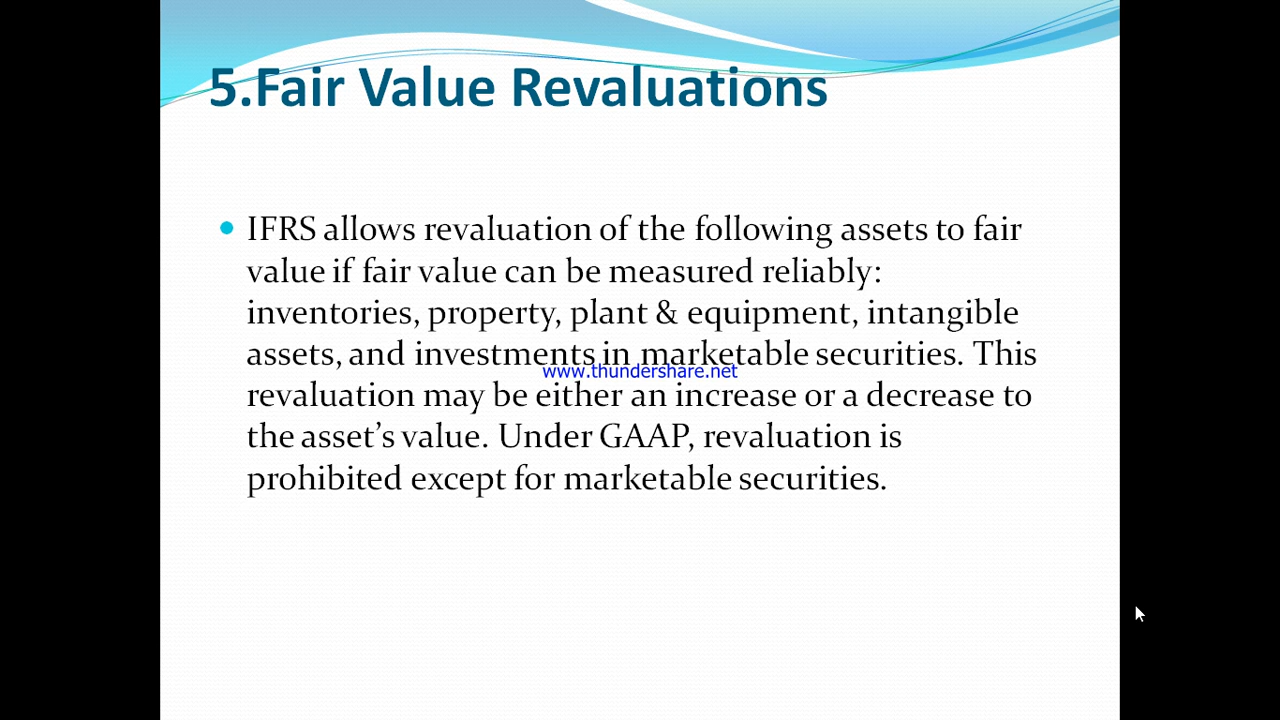 5.Fair Value Revaluations
IFRS allows revaluation of the following assets to fair
value if fair value can be measured reliably:
inventories, property, plant & equipment, intangible
assets, and investments in marketable securities. This
www.thundershare.net
revaluation may be either an increase or a decrease to
the asset’s value. Under GAAP, revaluation is
prohibited except for marketable securities.